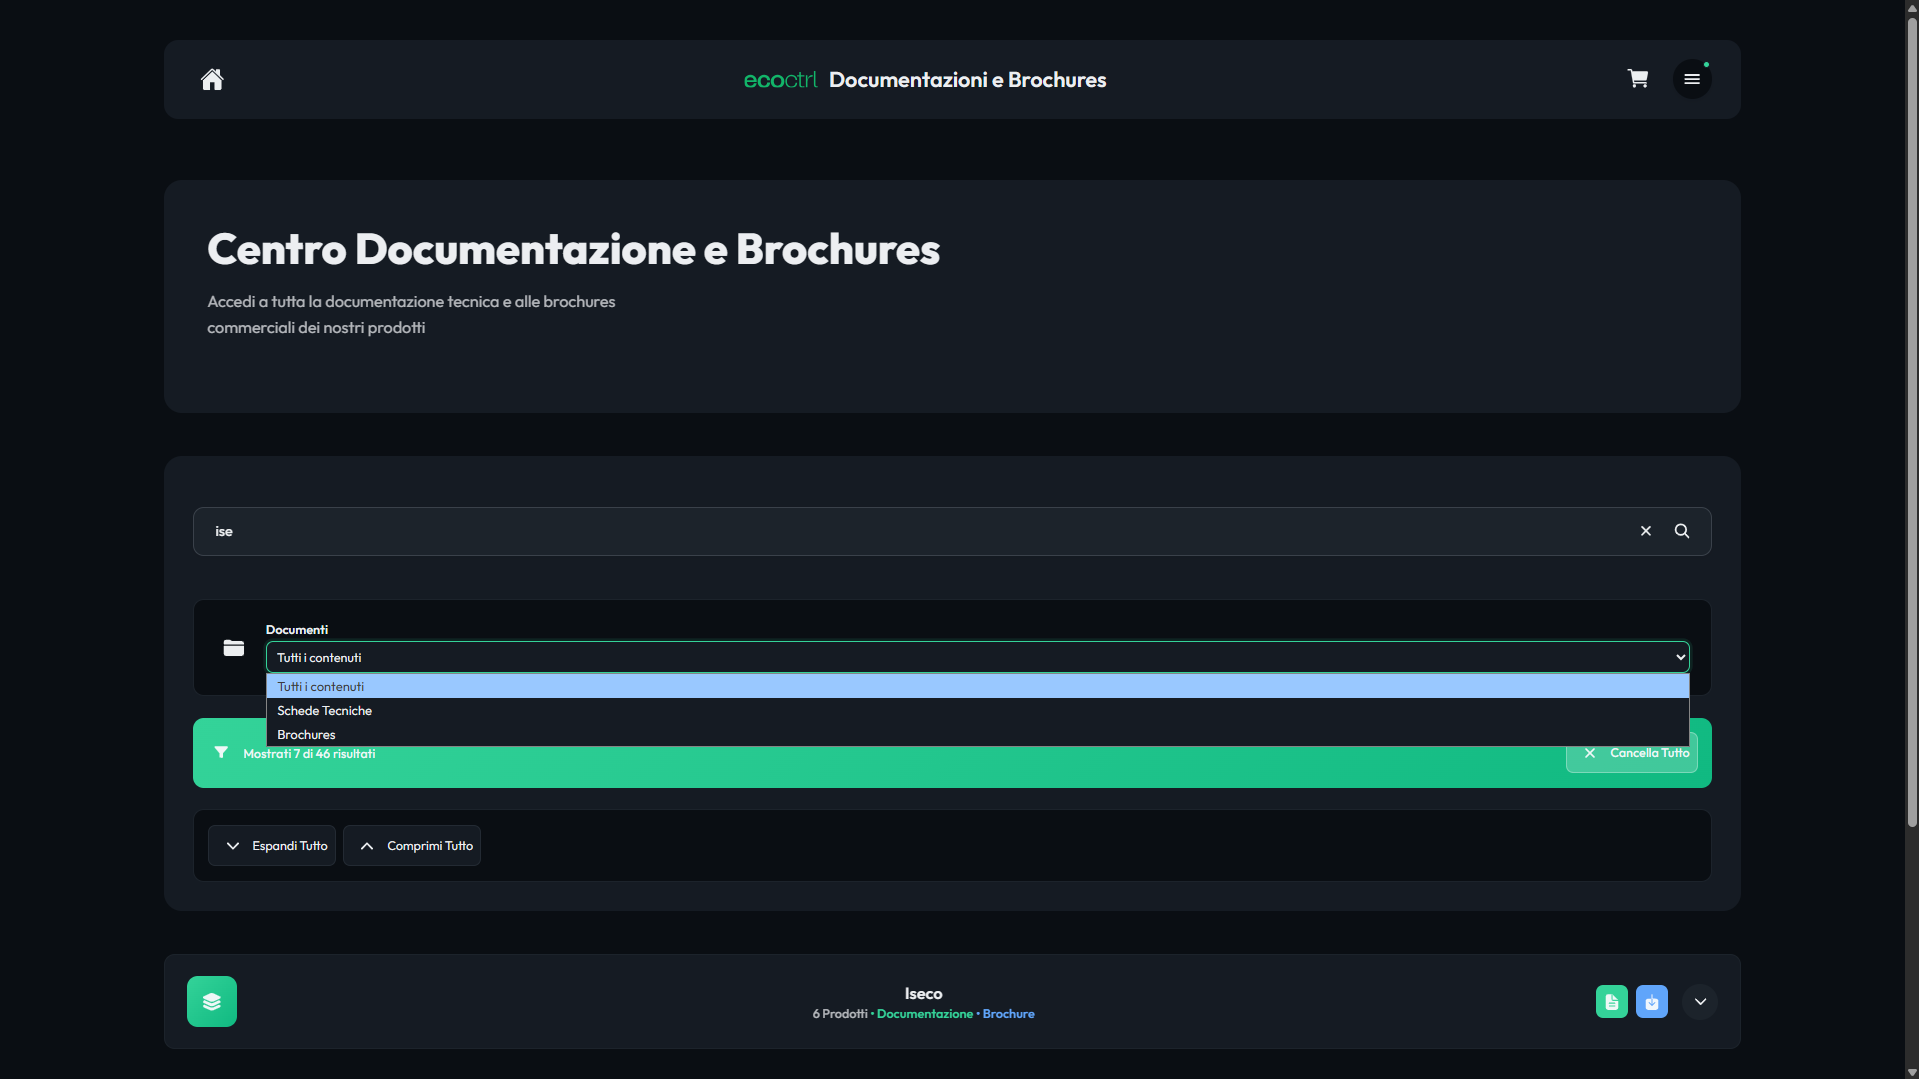 ecoctrl Documentazioni e Brochures
Centro Documentazione e Brochures
Accedi a tutta la documentazione tecnica e alle brochures
commerciali dei nostri prodotti
ise
Documenti
Tutti i contenuti
Tutti i contenuti
Schede Tecniche
Brochures
Mostrati 7 di 46 risultati
Cancella Tutto
Espandi Tutto
Comprimi Tutto
Iseco
6 Prodotti • Documentazione • Brochure